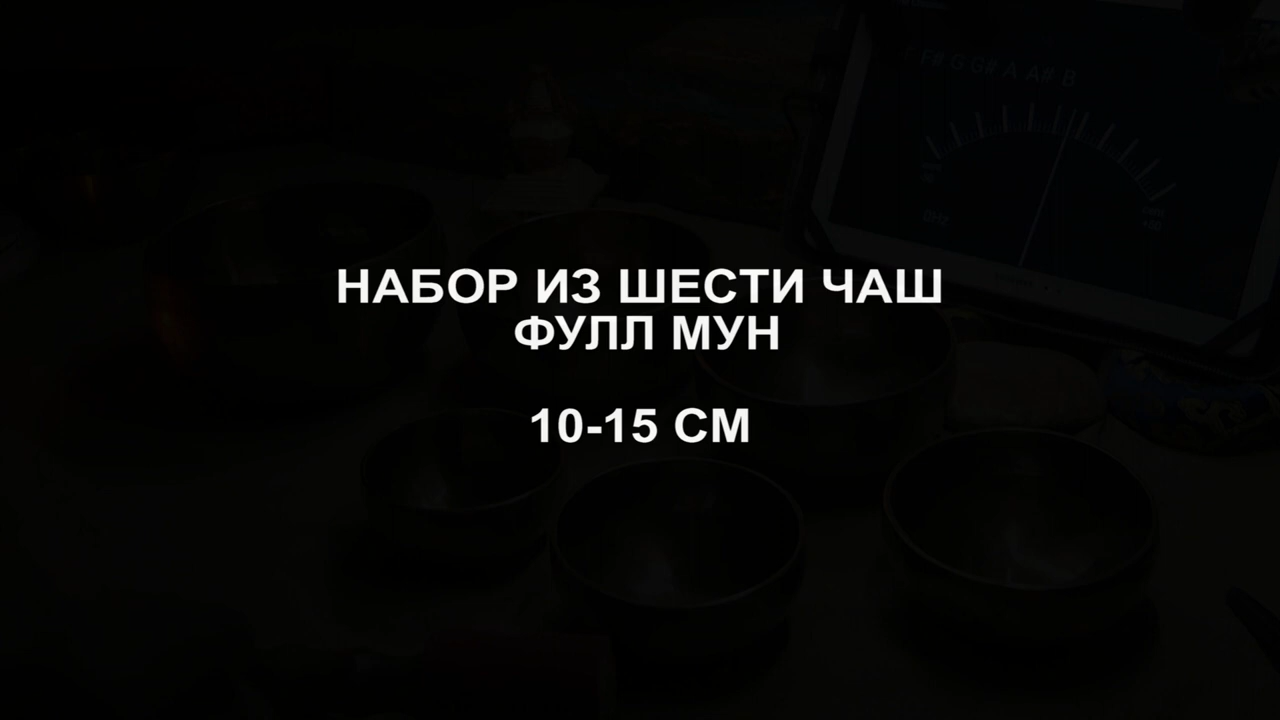 F# G G# A A# B
НАБОР ИЗ ШЕСТИ ЧАШ
ФУЛЛ МУН
10-15 СМ